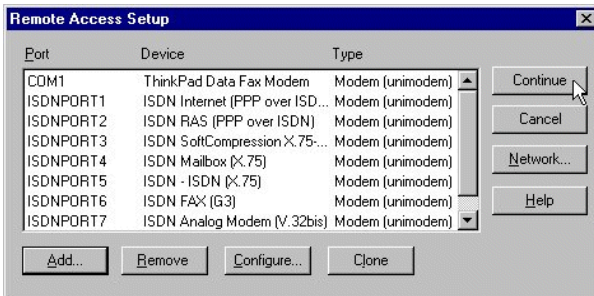 Remote Access Setup
Port Device Type
COM1 ThinkPad Data Fax Modem Modem (unimodem)
ISDNPORT1 ISDN Internet (PPP over ISD... Modem (unimodem)
ISDNPORT2 ISDN RAS (PPP over ISDN) Modem (unimodem)
ISDNPORT3 ISDN SoftCompression X.75-... Modem (unimodem)
ISDNPORT4 ISDN Mailbox (X.75) Modem (unimodem)
ISDNPORT5 ISDN - ISDN (X.75) Modem (unimodem)
ISDNPORT6 ISDN FAX (G3) Modem (unimodem)
ISDNPORT7 ISDN Analog Modem (V.32bis) Modem (unimodem)
Continue
Cancel
Network...
Help
Add... Remove Configure... Clone